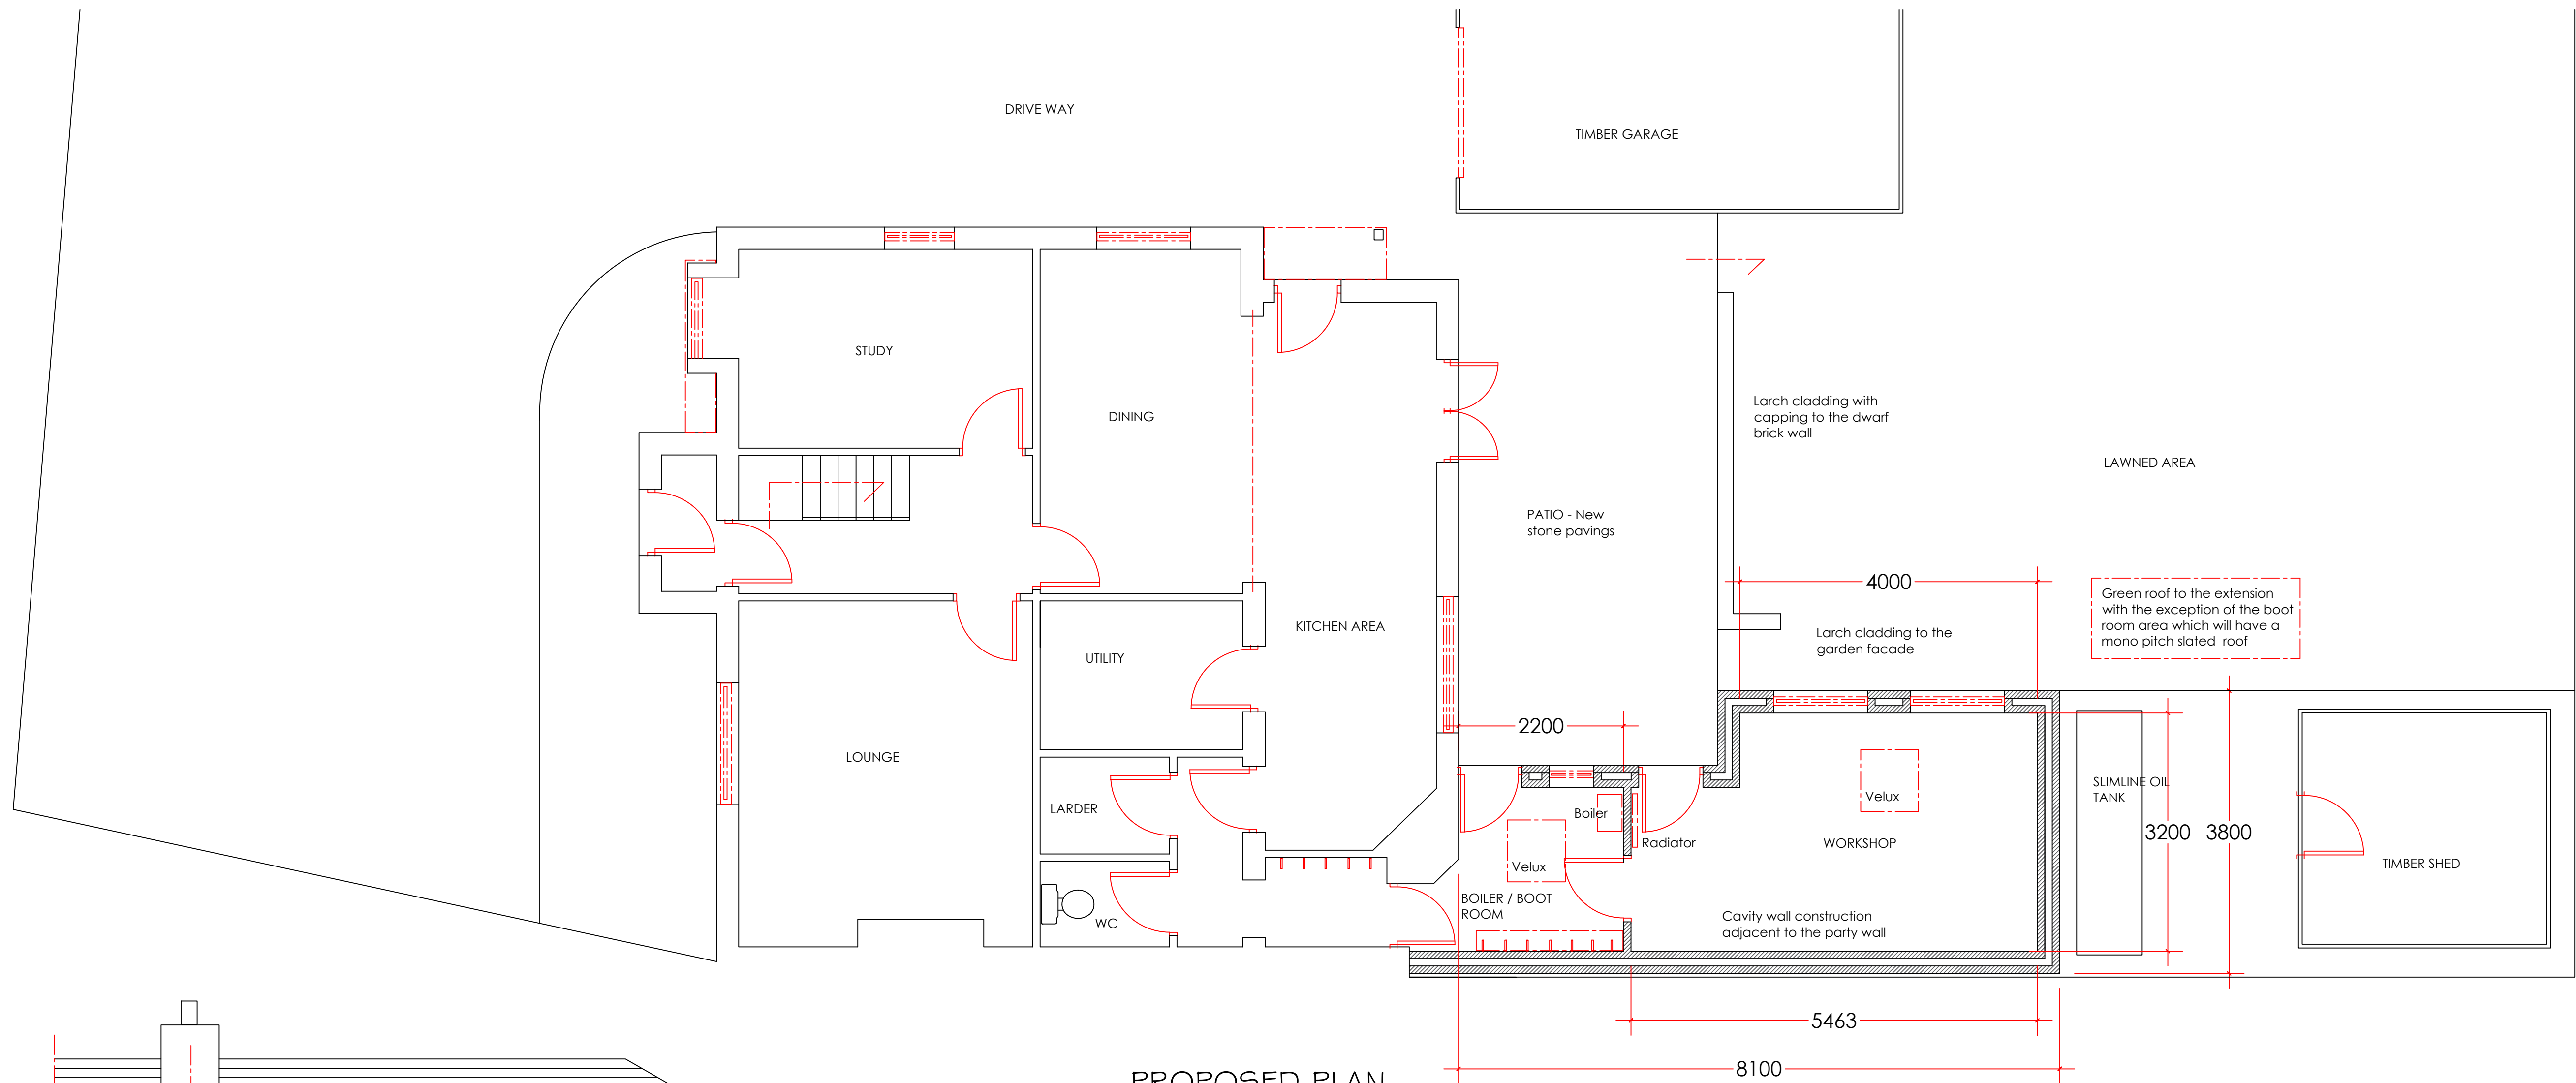 DRIVE WAY
TIMBER GARAGE
STUDY
DINING
Larch cladding with
capping to the dwarf
brick wall
LAWNED AREA
PATIO - New
stone pavings
4000
Green roof to the extension
with the exception of the boot
room area which will have a
mono pitch slated roof
KITCHEN AREA
Larch cladding to the
garden facade
UTILITY
2200
LOUNGE
SLIMLINE OIL
TANK
Velux
LARDER
Boiler
Radiator
WORKSHOP
3200
3800
TIMBER SHED
Velux
BOILER / BOOT
ROOM
WC
Cavity wall construction
adjacent to the party wall
5463
8100
PROPOSED PLAN